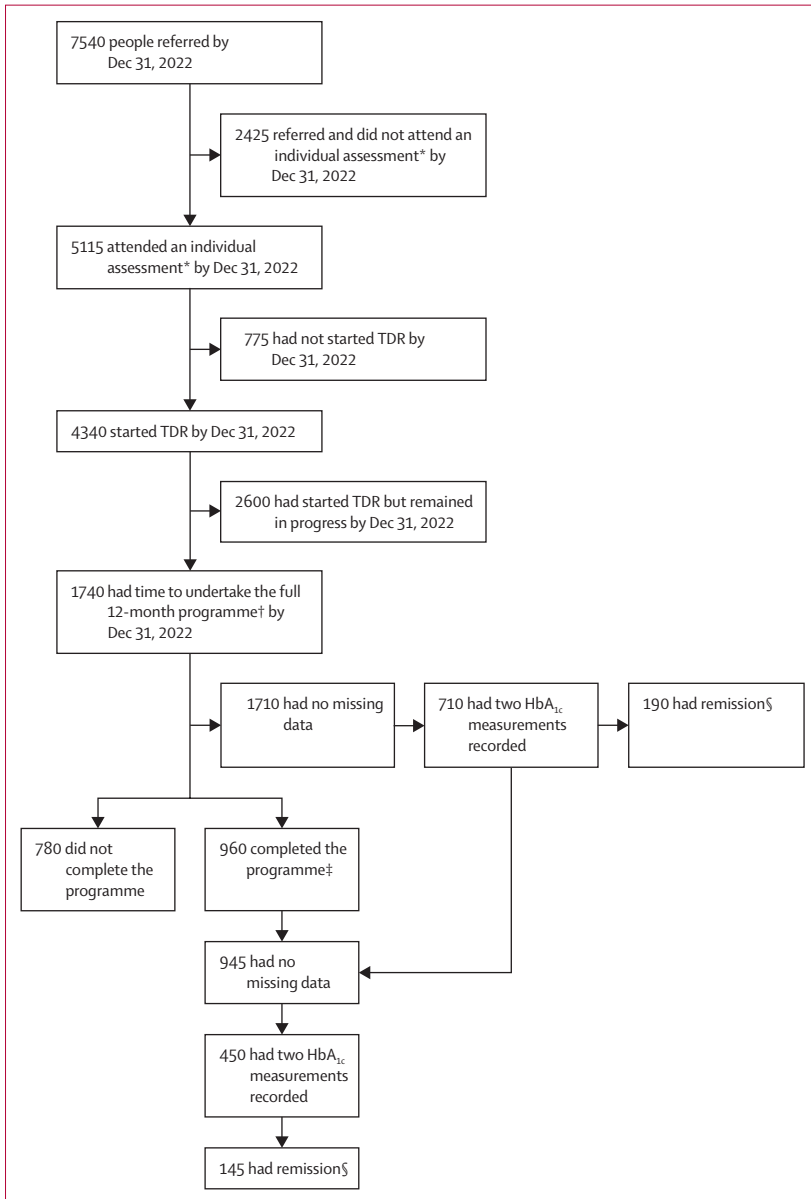 7540 people referred by
Dec 31, 2022
2425 referred and did not attend an
individual assessment* by
Dec 31, 2022
5115 attended an individual
assessment* by Dec 31, 2022
775 had not started TDR by
Dec 31, 2022
4340 started TDR by Dec 31, 2022
2600 had started TDR but remained
in progress by Dec 31, 2022
1740 had time to undertake the full
12-month programme† by
Dec 31, 2022
1710 had no missing
data
710 had two HbA1c
measurements
recorded
190 had remission§
780 did not
complete the
programme
960 completed the
programme‡
945 had no
missing data
450 had two HbA1c
measurements
recorded
145 had remission§